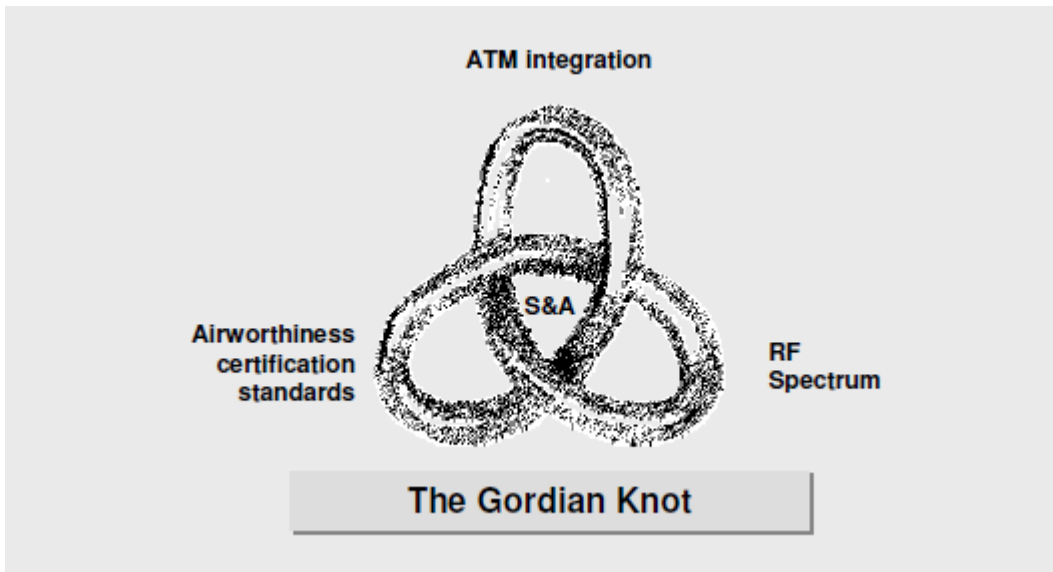 ATM integration
S&A
Airworthiness
certification
standards
RF
Spectrum
The Gordian Knot